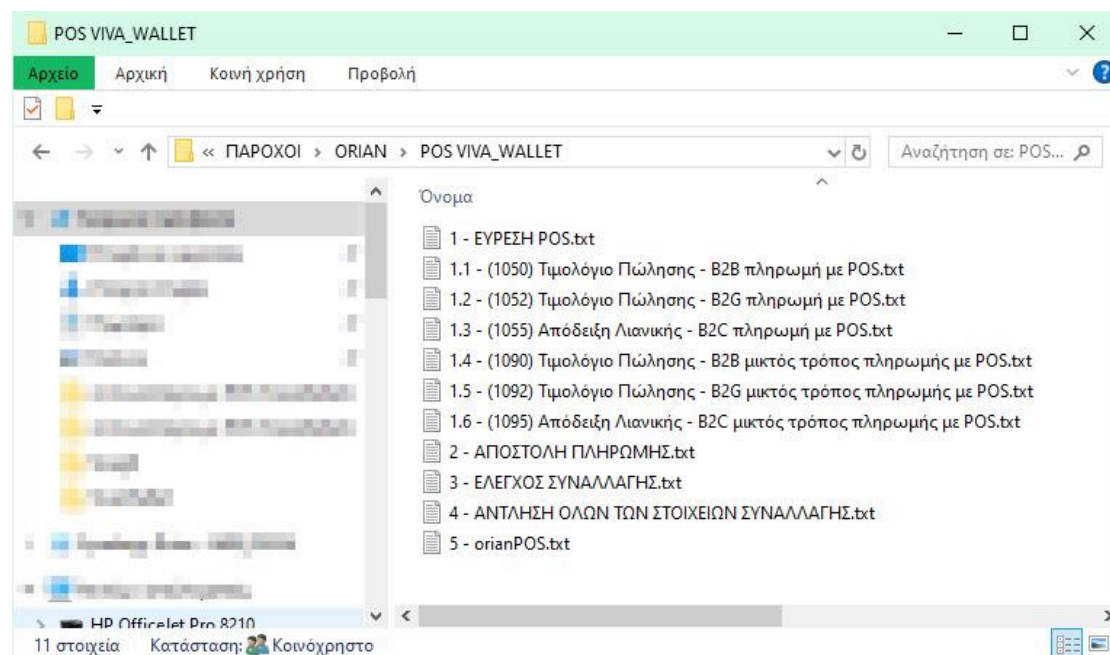 POS VIVA_WALLET
Αρχείο Αρχική Κοινή χρήση Προβολή
« ΠΑΡΟΧΟΙ > ORIAN > POS VIVA_WALLET Αναζήτηση σε: POS...
Όνομα
1 - ΕΥΡΕΣΗ POS.txt
1.1 - (1050) Τιμολόγιο Πώλησης - B2B πληρωμή με POS.txt
1.2 - (1052) Τιμολόγιο Πώλησης - B2G πληρωμή με POS.txt
1.3 - (1055) Απόδειξη Λιανικής - B2C πληρωμή με POS.txt
1.4 - (1090) Τιμολόγιο Πώλησης - B2B μικτός τρόπος πληρωμής με POS.txt
1.5 - (1092) Τιμολόγιο Πώλησης - B2G μικτός τρόπος πληρωμής με POS.txt
1.6 - (1095) Απόδειξη Λιανικής - B2C μικτός τρόπος πληρωμής με POS.txt
2 - ΑΠΟΣΤΟΛΗ ΠΛΗΡΩΜΗΣ.txt
3 - ΕΛΕΓΧΟΣ ΣΥΝΑΛΛΑΓΗΣ.txt
4 - ΑΝΤΛΗΣΗ ΟΛΩΝ ΤΩΝ ΣΤΟΙΧΕΙΩΝ ΣΥΝΑΛΛΑΓΗΣ.txt
5 - orianPOS.txt
HP OfficeJet Pro 8210
11 στοιχεία Κατάσταση: Κοινόχρηστο